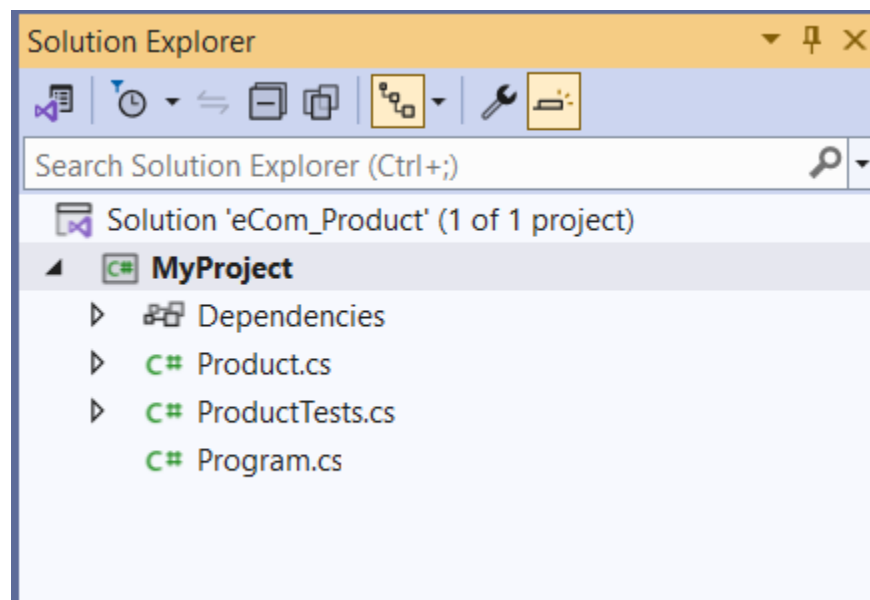 Solution Explorer
Search Solution Explorer (Ctrl+;)
Solution 'eCom_Product' (1 of 1 project)
C# MyProject
Dependencies
C# Product.cs
C# ProductTests.cs
C# Program.cs